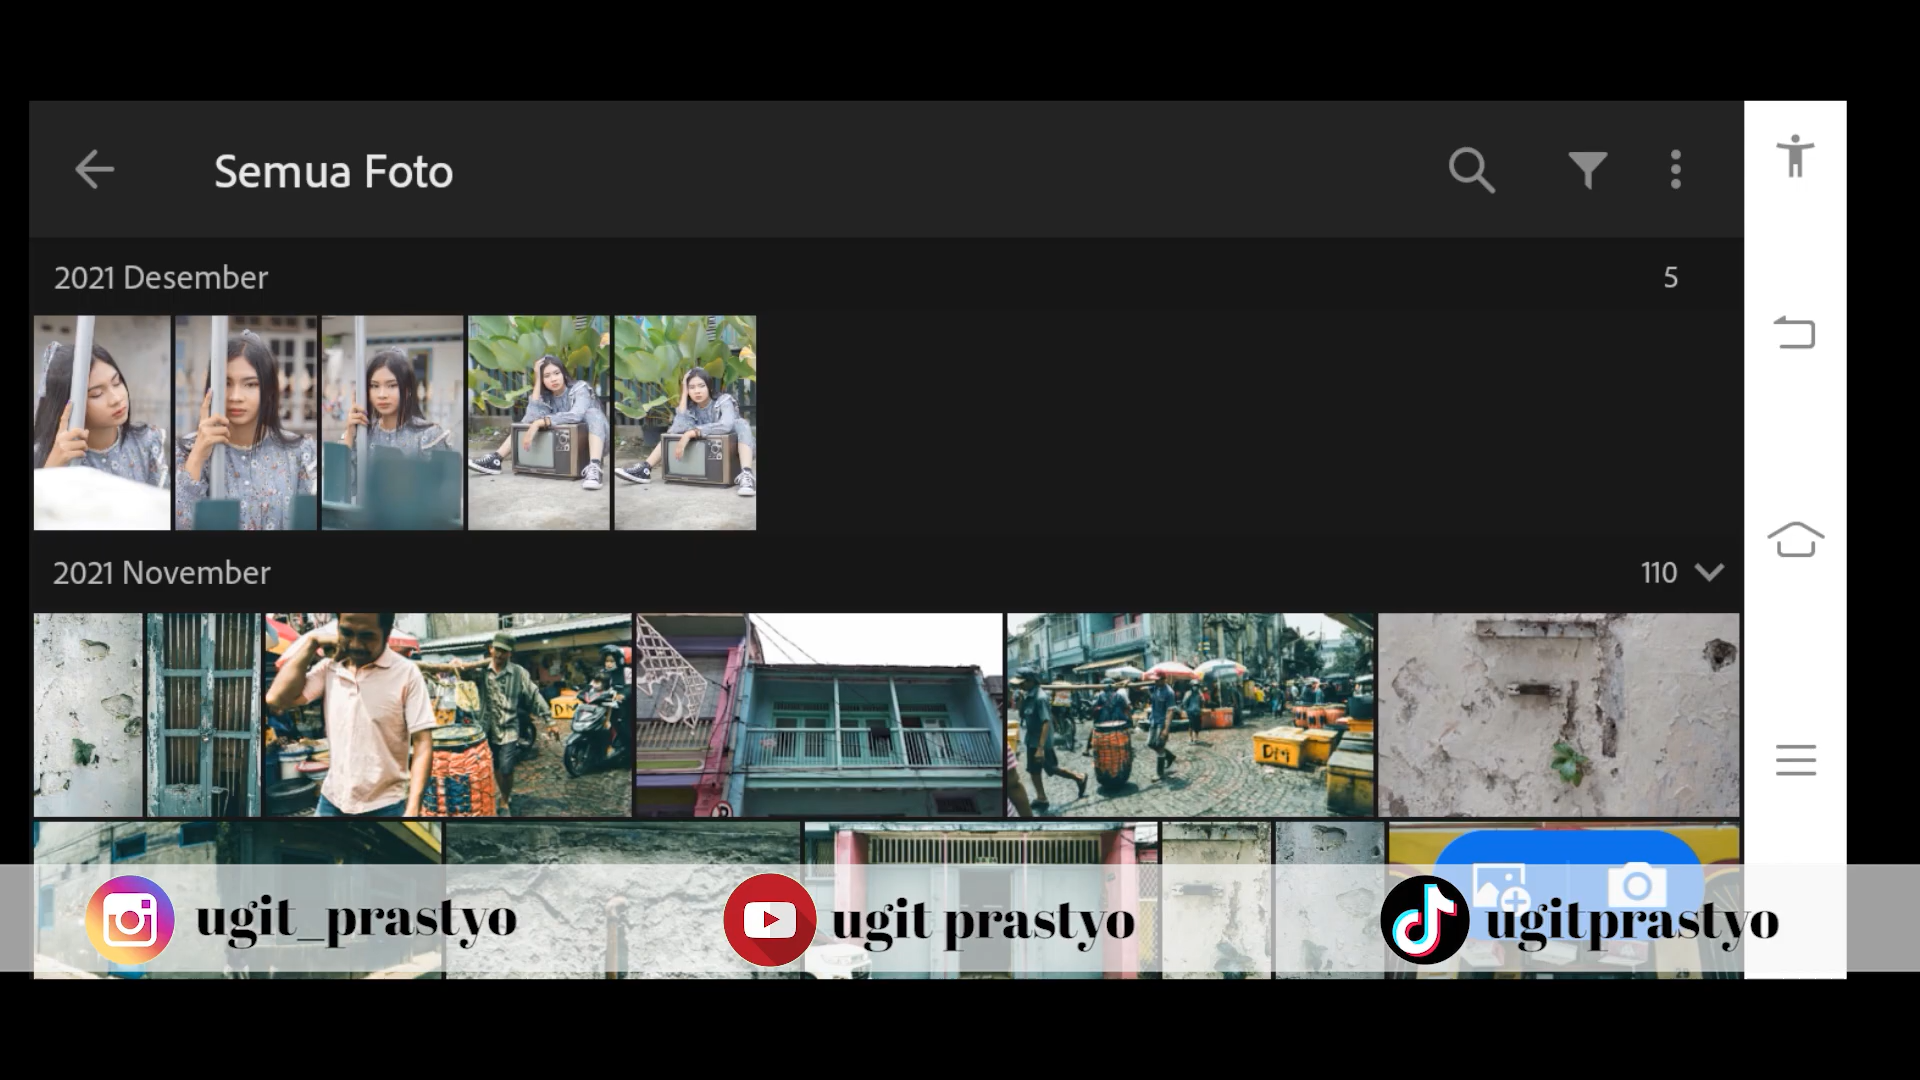 Semua Foto
2021 Desember
5
2021 November
110
ugit_prastyo
ugit prastyo
ugitprastyo